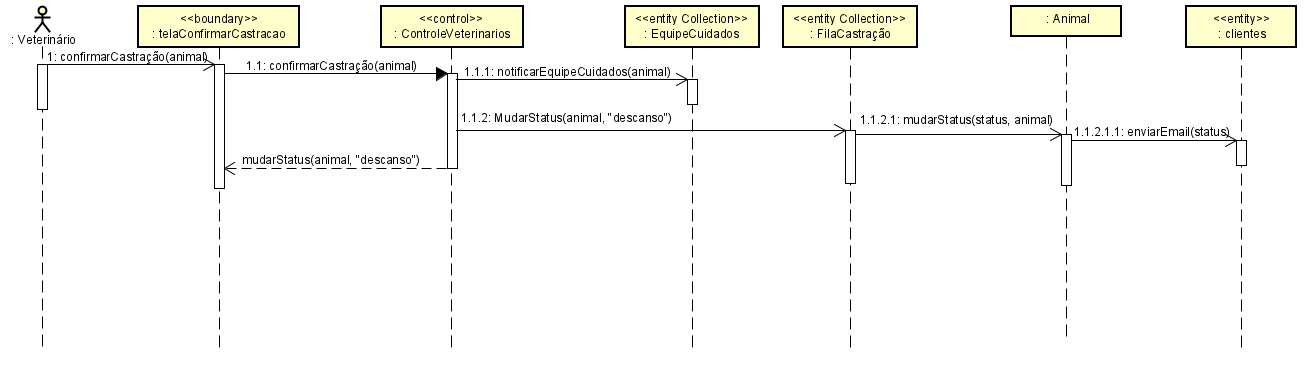 : Veterinário
<<boundary>>
: telaConfirmarCastracao
<<control>>
: ControleVeterinarios
<<entity Collection>>
: EquipeCuidados
<<entity Collection>>
: FilaCastração
: Animal
<<entity>>
: clientes
1: confirmarCastração(animal)
1.1: confirmarCastração(animal)
1.1.1: notificarEquipeCuidados(animal)
1.1.2: MudarStatus(animal, "descanso")
1.1.2.1: mudarStatus(status, animal)
1.1.2.1.1: enviarEmail(status)
mudarStatus(animal, "descanso")